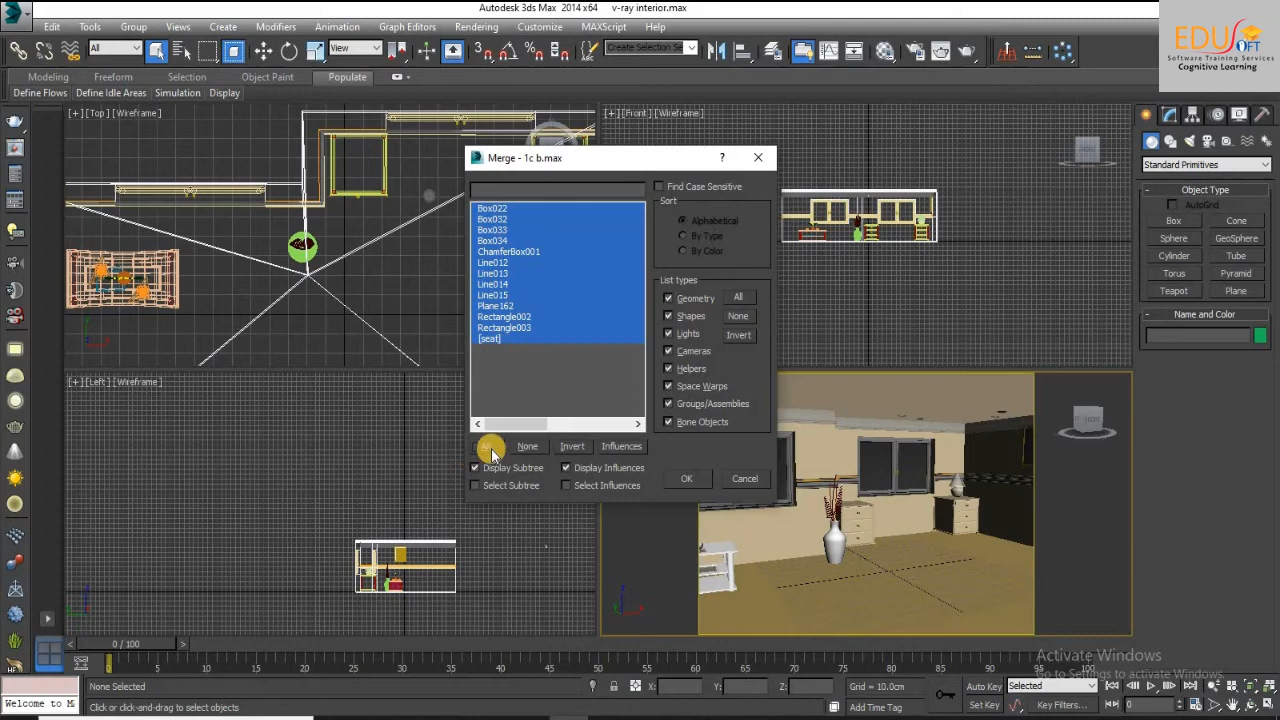 Autodesk 3ds Max 2014 x64 v-ray interior.max
EDUSOFT
Software Training Services
Cognitive Learning
Edit Tools Group Views Create Modifiers Animation Graph Editors Rendering Customize MAXScript Help
All View Create Selection Se
Modeling Freeform Selection Object Paint Populate
Define Flows Define Idle Areas Simulation Display
[+] [Top] [Wireframe]
[+] [Front] [Wireframe]
FRONT
[+] [Left] [Wireframe]
Merge - 1c b.max
?
Find Case Sensitive
Sort
Alphabetical
By Type
By Color
Box022
Box032
Box033
Box034
ChamferBox001
Line012
Line013
Line014
Line015
Plane162
Rectangle002
Rectangle003
[seat]
List types
Geometry All
Shapes None
Lights Invert
Cameras
Helpers
Space Warps
Groups/Assemblies
Bone Objects
All None Invert Influences
Display Subtree Display Influences
Select Subtree Select Influences
OK Cancel
Standard Primitives
Object Type
AutoGrid
Box Cone
Sphere GeoSphere
Cylinder Tube
Torus Pyramid
Teapot Plane
Name and Color
0 / 100
0 5 10 15 20 25 30 35 40 45 50 55 60 65 70 75 80 85 90 95 100
Activate Windows
Go to Settings to activate Windows.
None Selected X: Y: Z: Grid = 10.0cm Auto Key Selected
Welcome to M Click or click-and-drag to select objects Add Time Tag Set Key Key Filters... 0